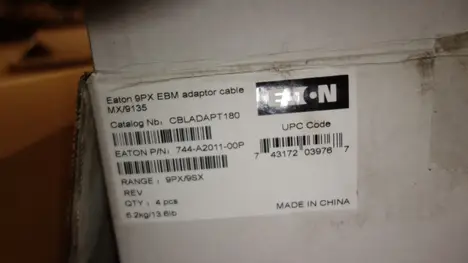 Eaton 9PX EBM adaptor cable
MX/9135
Catalog Nb: CBLADAPT180
EATON P/N: 744-A2011-00P
RANGE : 9PX/9SX
REV
QTY : 4 pcs
6.2kg/13.6lb
EATON
UPC Code
7 43172 03976 7
MADE IN CHINA